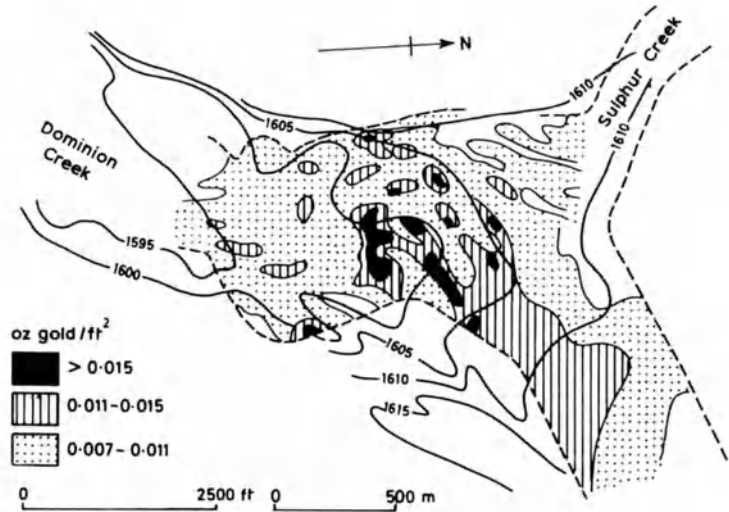 N
Sulphur Creek
1610
1610
1605
Dominion
Creek
1595
1600
1605
1610
1615
oz gold/ft²
> 0·015
0·011–0·015
0·007–0·011
0 2500 ft 0 500 m